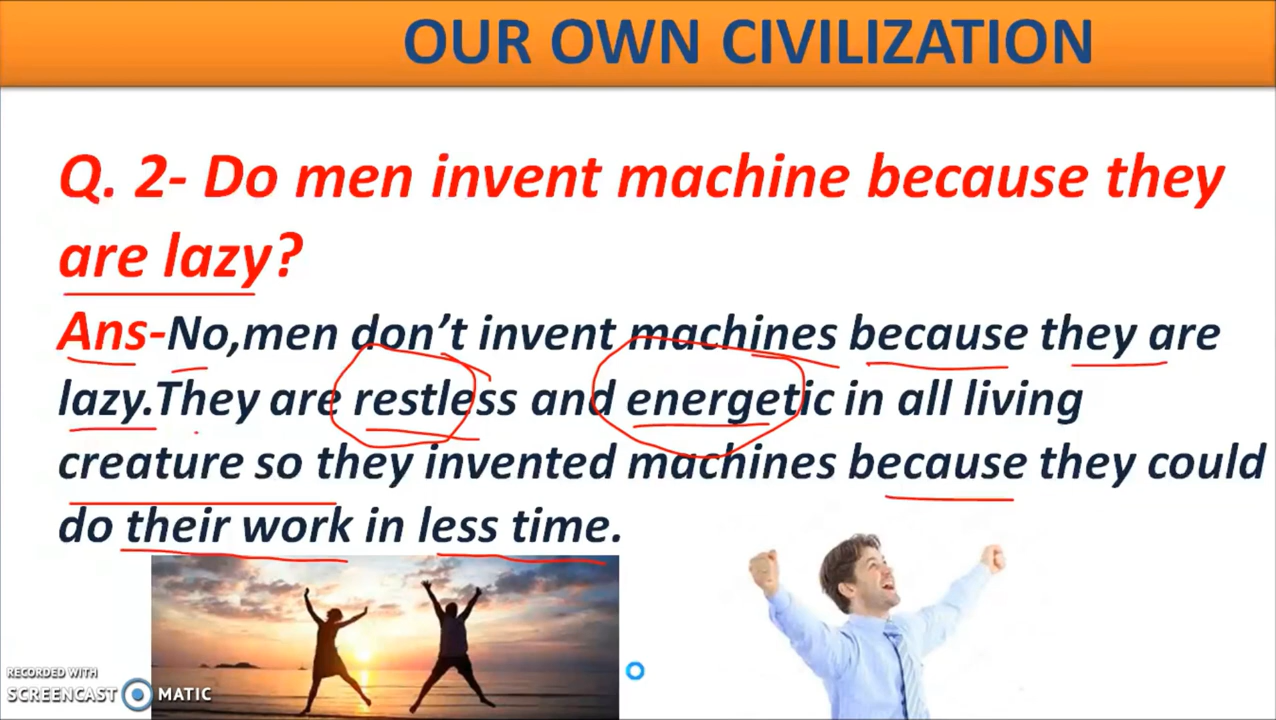 OUR OWN CIVILIZATION
Q. 2- Do men invent machine because they
are lazy?
Ans-No,men don't invent machines because they are
lazy.They are restless and energetic in all living
creature so they invented machines because they could
do their work in less time.
RECORDED WITH
SCREENCAST MATIC